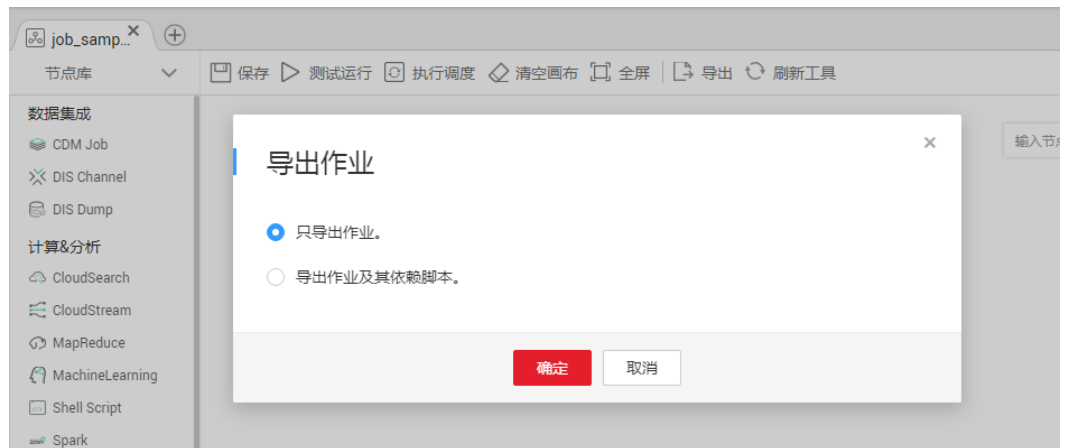 job_samp...
节点库
保存 测试运行 执行调度 清空画布 全屏 导出 刷新工具
数据集成
CDM Job
DIS Channel
DIS Dump
计算&分析
CloudSearch
CloudStream
MapReduce
MachineLearning
Shell Script
Spark
导出作业
只导出作业。
导出作业及其依赖脚本。
确定 取消
输入节